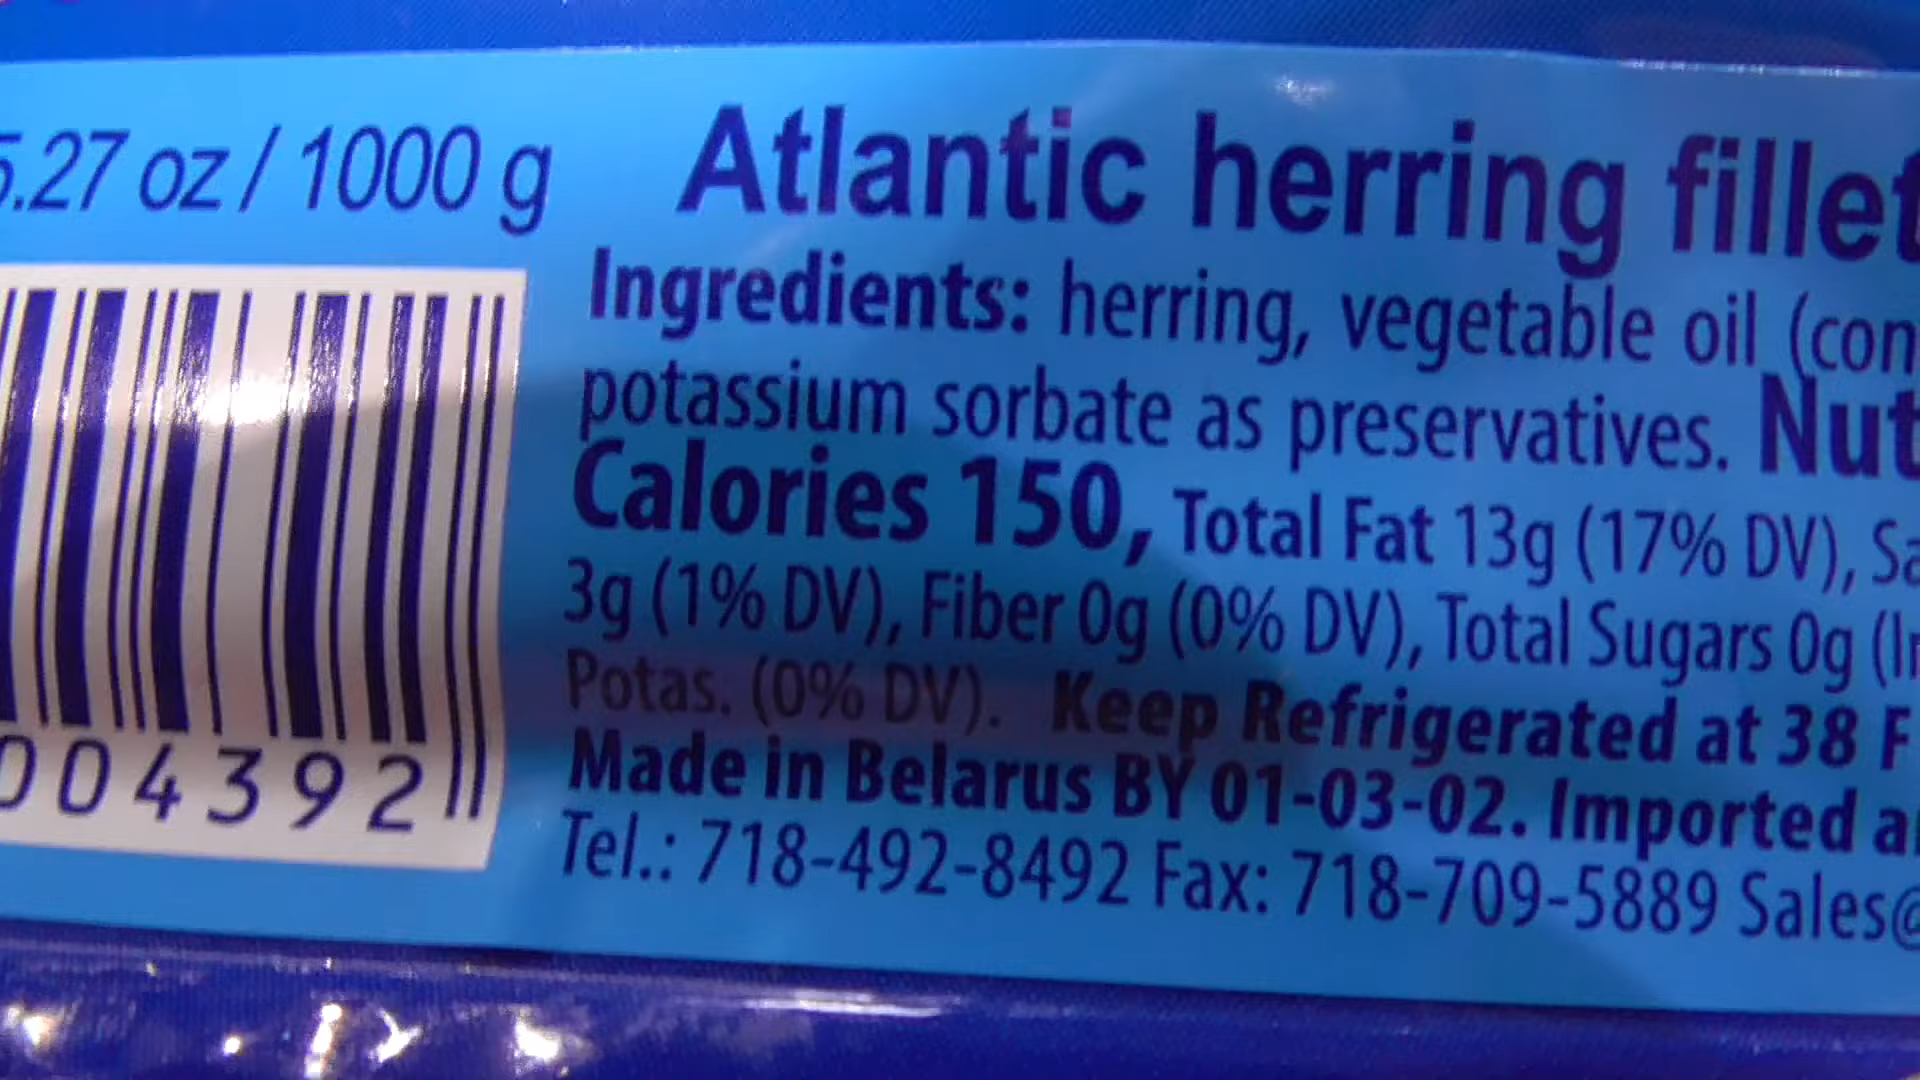 5.27 oz / 1000 g
Atlantic herring fillet
Ingredients: herring, vegetable oil (con
potassium sorbate as preservatives. Nut
Calories 150, Total Fat 13g (17% DV), Sa
3g (1% DV), Fiber 0g (0% DV), Total Sugars 0g (In
Potas. (0% DV). Keep Refrigerated at 38 F
Made in Belarus BY 01-03-02. Imported a
Tel.: 718-492-8492 Fax: 718-709-5889 Sales@
004392